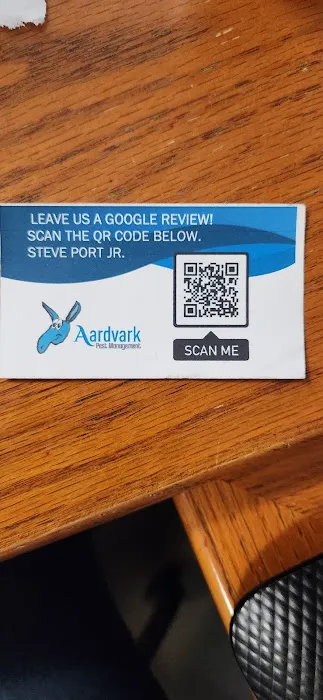 LEAVE US A GOOGLE REVIEW!
SCAN THE QR CODE BELOW.
STEVE PORT JR.
Aardvark
Pest Management
SCAN ME